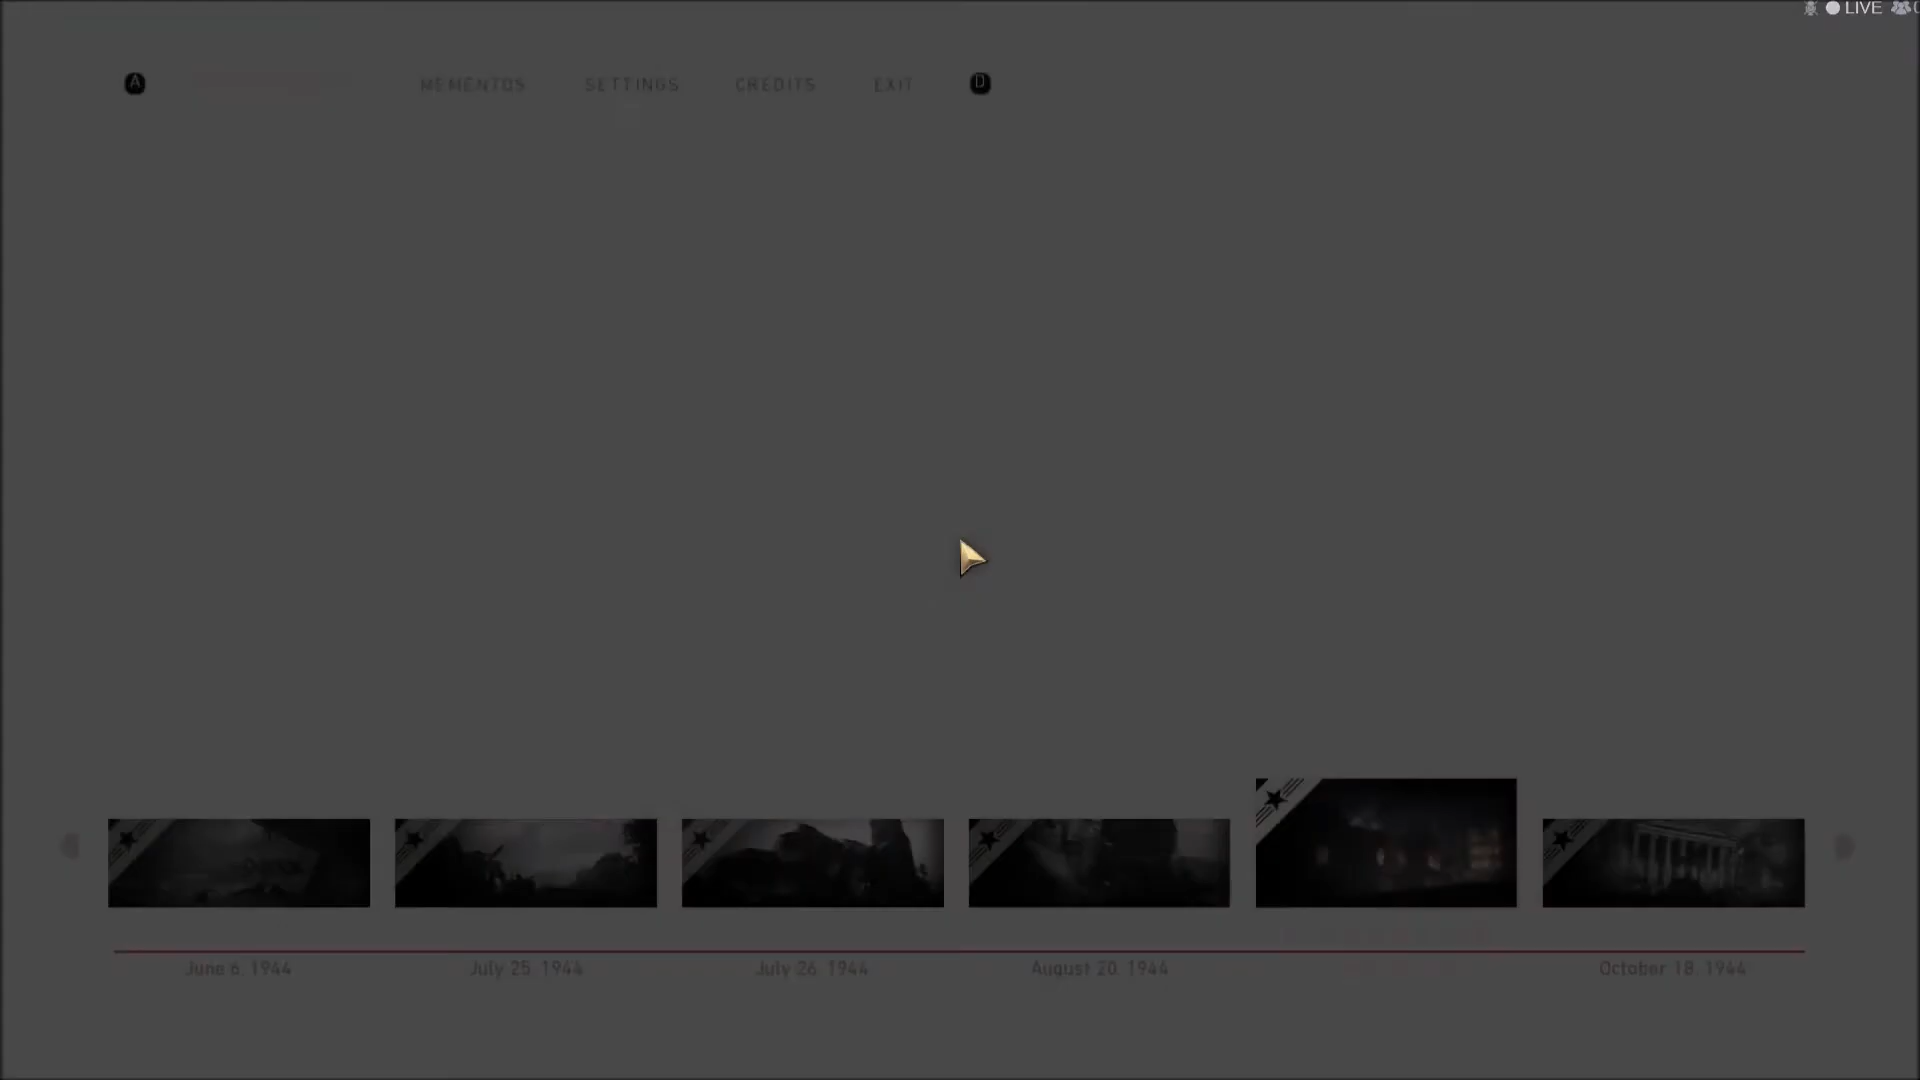 LIVE
A MEMENTOS SETTINGS CREDITS EXIT D
June 6, 1944 July 25, 1944 July 26, 1944 August 20, 1944 October 18, 1944